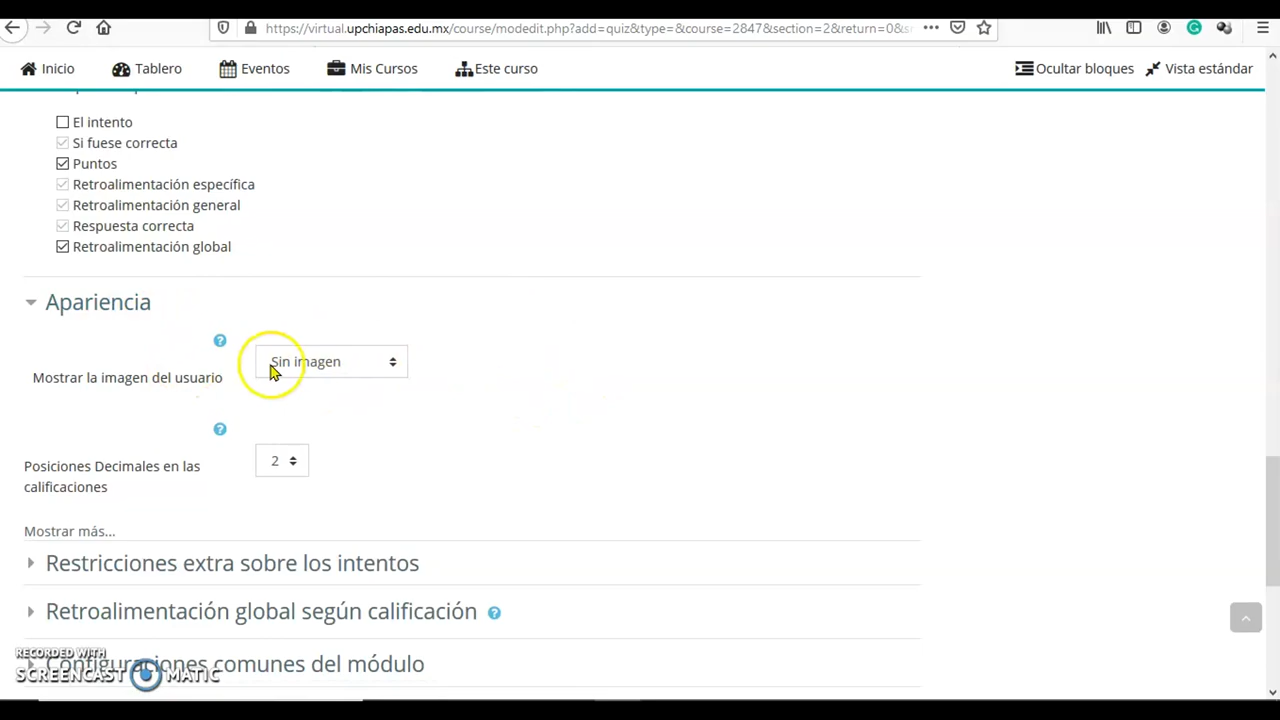 https://virtual.upchiapas.edu.mx/course/modedit.php?add=quiz&type=&course=2847&section=2&return=0&s
Inicio Tablero Eventos Mis Cursos Este curso Ocultar bloques Vista estándar
El intento
Si fuese correcta
Puntos
Retroalimentación específica
Retroalimentación general
Respuesta correcta
Retroalimentación global
Apariencia
Mostrar la imagen del usuario
Sin imagen
Posiciones Decimales en las
calificaciones
2
Mostrar más...
Restricciones extra sobre los intentos
Retroalimentación global según calificación
Configuraciones comunes del módulo
RECORDED WITH
SCREENCAST MATIC